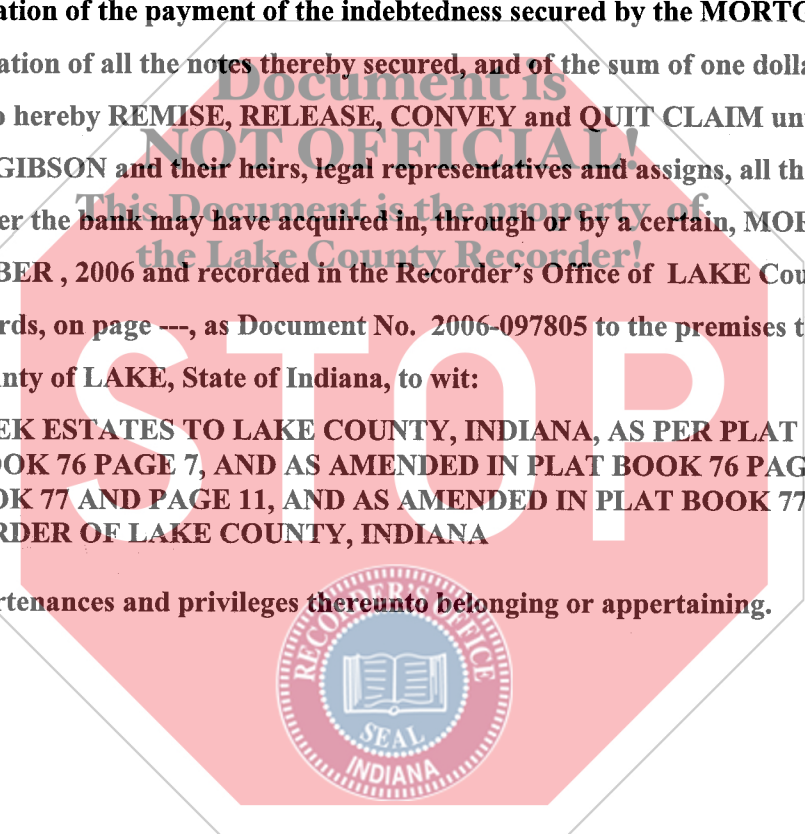 ation of the payment of the indebtedness secured by the MORTG
ation of all the notes thereby secured, and of the sum of one dolla
Document is
o hereby REMISE, RELEASE, CONVEY and QUIT CLAIM un
NOT OFFICIAL!
GIBSON and their heirs, legal representatives and assigns, all th
This Document is the property of
er the bank may have acquired in, through or by a certain, MOR
the Lake County Recorder!
BER , 2006 and recorded in the Recorder's Office of LAKE Cou
rds, on page ---, as Document No. 2006-097805 to the premises t
nty of LAKE, State of Indiana, to wit:
STOP
EK ESTATES TO LAKE COUNTY, INDIANA, AS PER PLAT
OOK 76 PAGE 7, AND AS AMENDED IN PLAT BOOK 76 PAG
OK 77 AND PAGE 11, AND AS AMENDED IN PLAT BOOK 77
RDER OF LAKE COUNTY, INDIANA
rtenances and privileges thereunto belonging or appertaining.
RECORDER'S OFFICE
SEAL
INDIANA